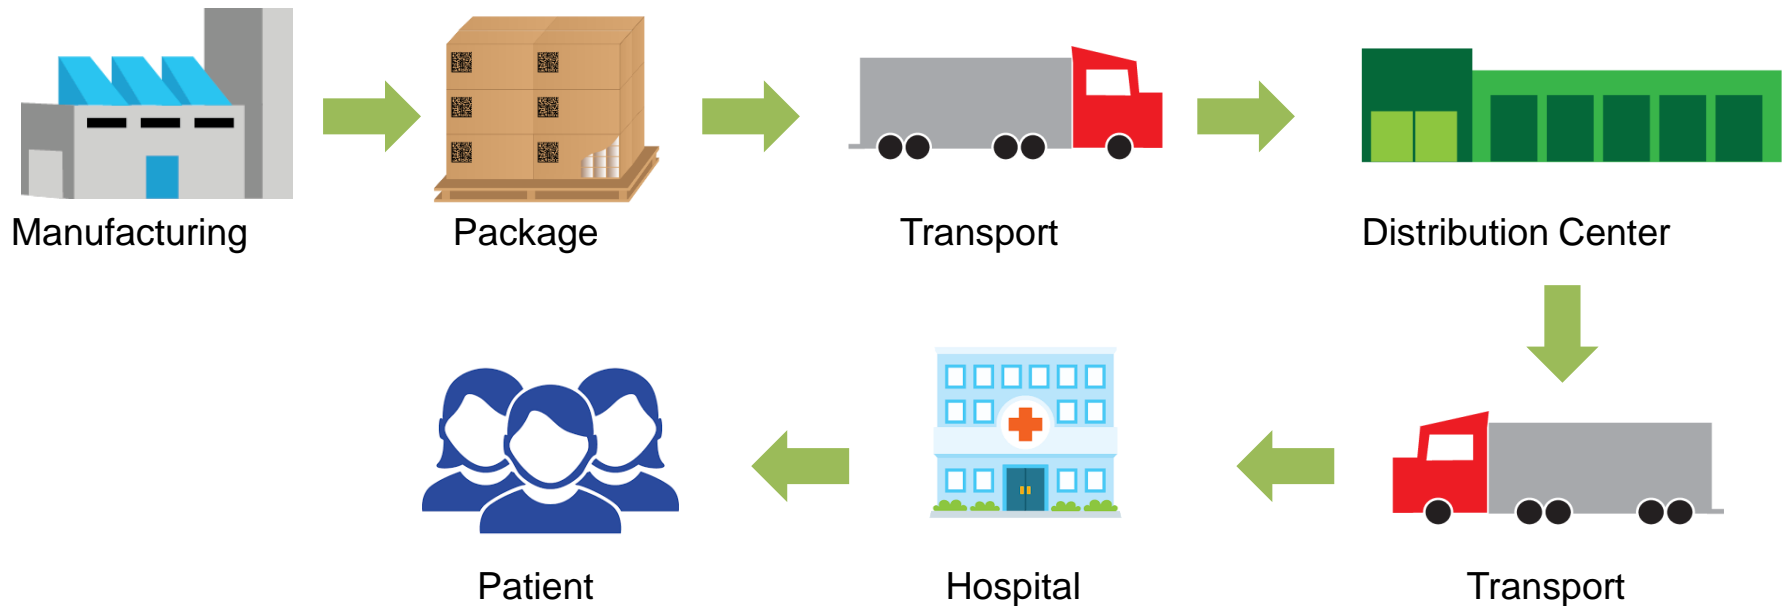 Manufacturing
Package
Transport
Distribution Center
Transport
Hospital
Patient